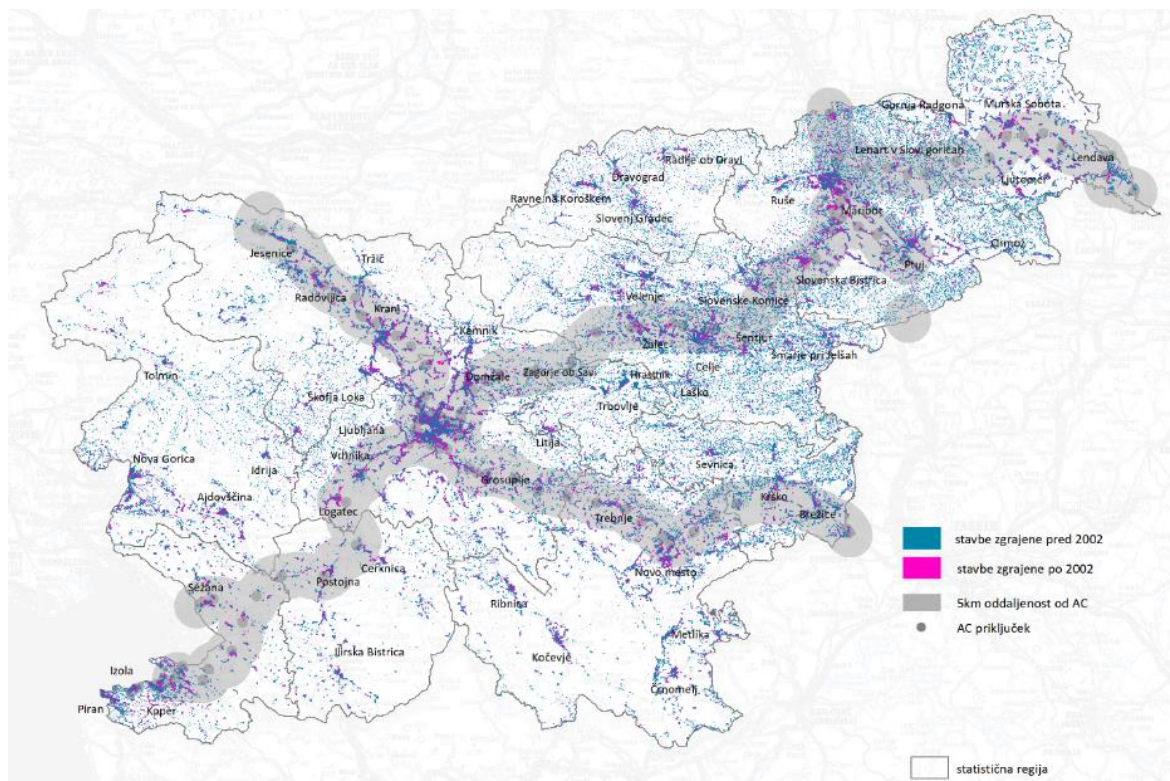 Gornja Radgona
Murska Sobota
Lenart v Slov. goricah
Lendava
Ljutomer
Radlje ob Dravi
Dravograd
Ravne na Koroškem
Slovenj Gradec
Ruše
Maribor
Ormož
Ptuj
Slovenska Bistrica
Jesenice
Tržič
Radovljica
Kranj
Velenje
Slovenske Konjice
Kamnik
Žalec
Šentjur
Šmarje pri Jelšah
Celje
Domžale
Zagorje ob Sav.
Hrastnik
Laško
Trbovlje
Tolmin
Škofja Loka
Ljubljana
Litija
Vrhnika
Nova Gorica
Idrija
Sevnica
Grosuplje
Ajdovščina
Krško
Logatec
Trebnje
Brežice
Cerknica
Novo mesto
Sežana
Postojna
Ribnica
Metlika
Kočevje
Ilirska Bistrica
Izola
Črnomelj
Piran
Koper
stavbe zgrajene pred 2002
stavbe zgrajene po 2002
5km oddaljenost od AC
AC priključek
statistična regija